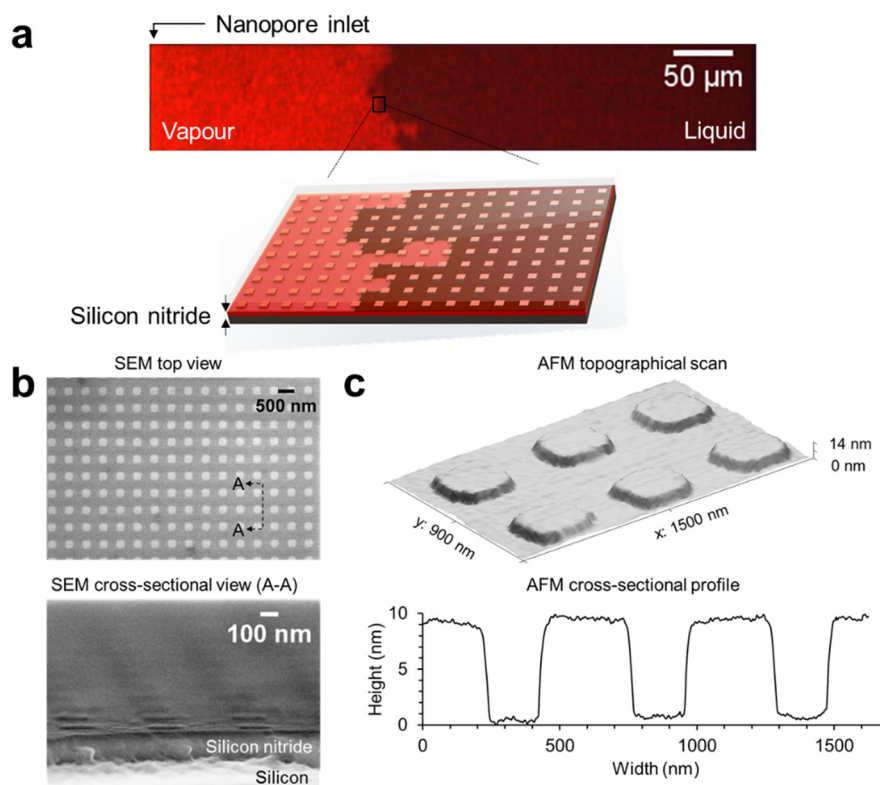 a
Nanopore inlet
50 µm
Vapour
Liquid
Silicon nitride
b
SEM top view
500 nm
A
A
SEM cross-sectional view (A-A)
100 nm
Silicon nitride
Silicon
c
AFM topographical scan
14 nm
0 nm
y: 900 nm
x: 1500 nm
AFM cross-sectional profile
Height (nm)
10
5
0
0
500
1000
1500
Width (nm)